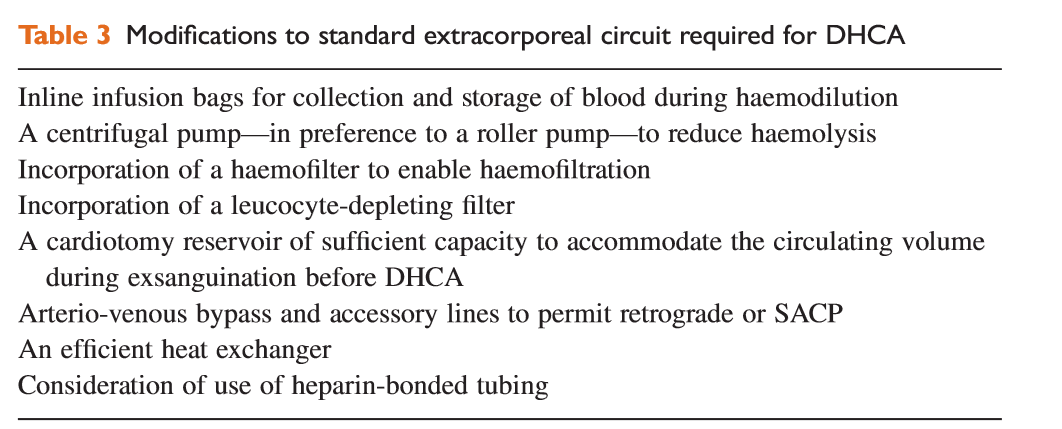 Table 3 Modifications to standard extracorporeal circuit required for DHCA
Inline infusion bags for collection and storage of blood during haemodilution
A centrifugal pump—in preference to a roller pump—to reduce haemolysis
Incorporation of a haemofilter to enable haemofiltration
Incorporation of a leucocyte-depleting filter
A cardiotomy reservoir of sufficient capacity to accommodate the circulating volume
during exsanguination before DHCA
Arterio-venous bypass and accessory lines to permit retrograde or SACP
An efficient heat exchanger
Consideration of use of heparin-bonded tubing